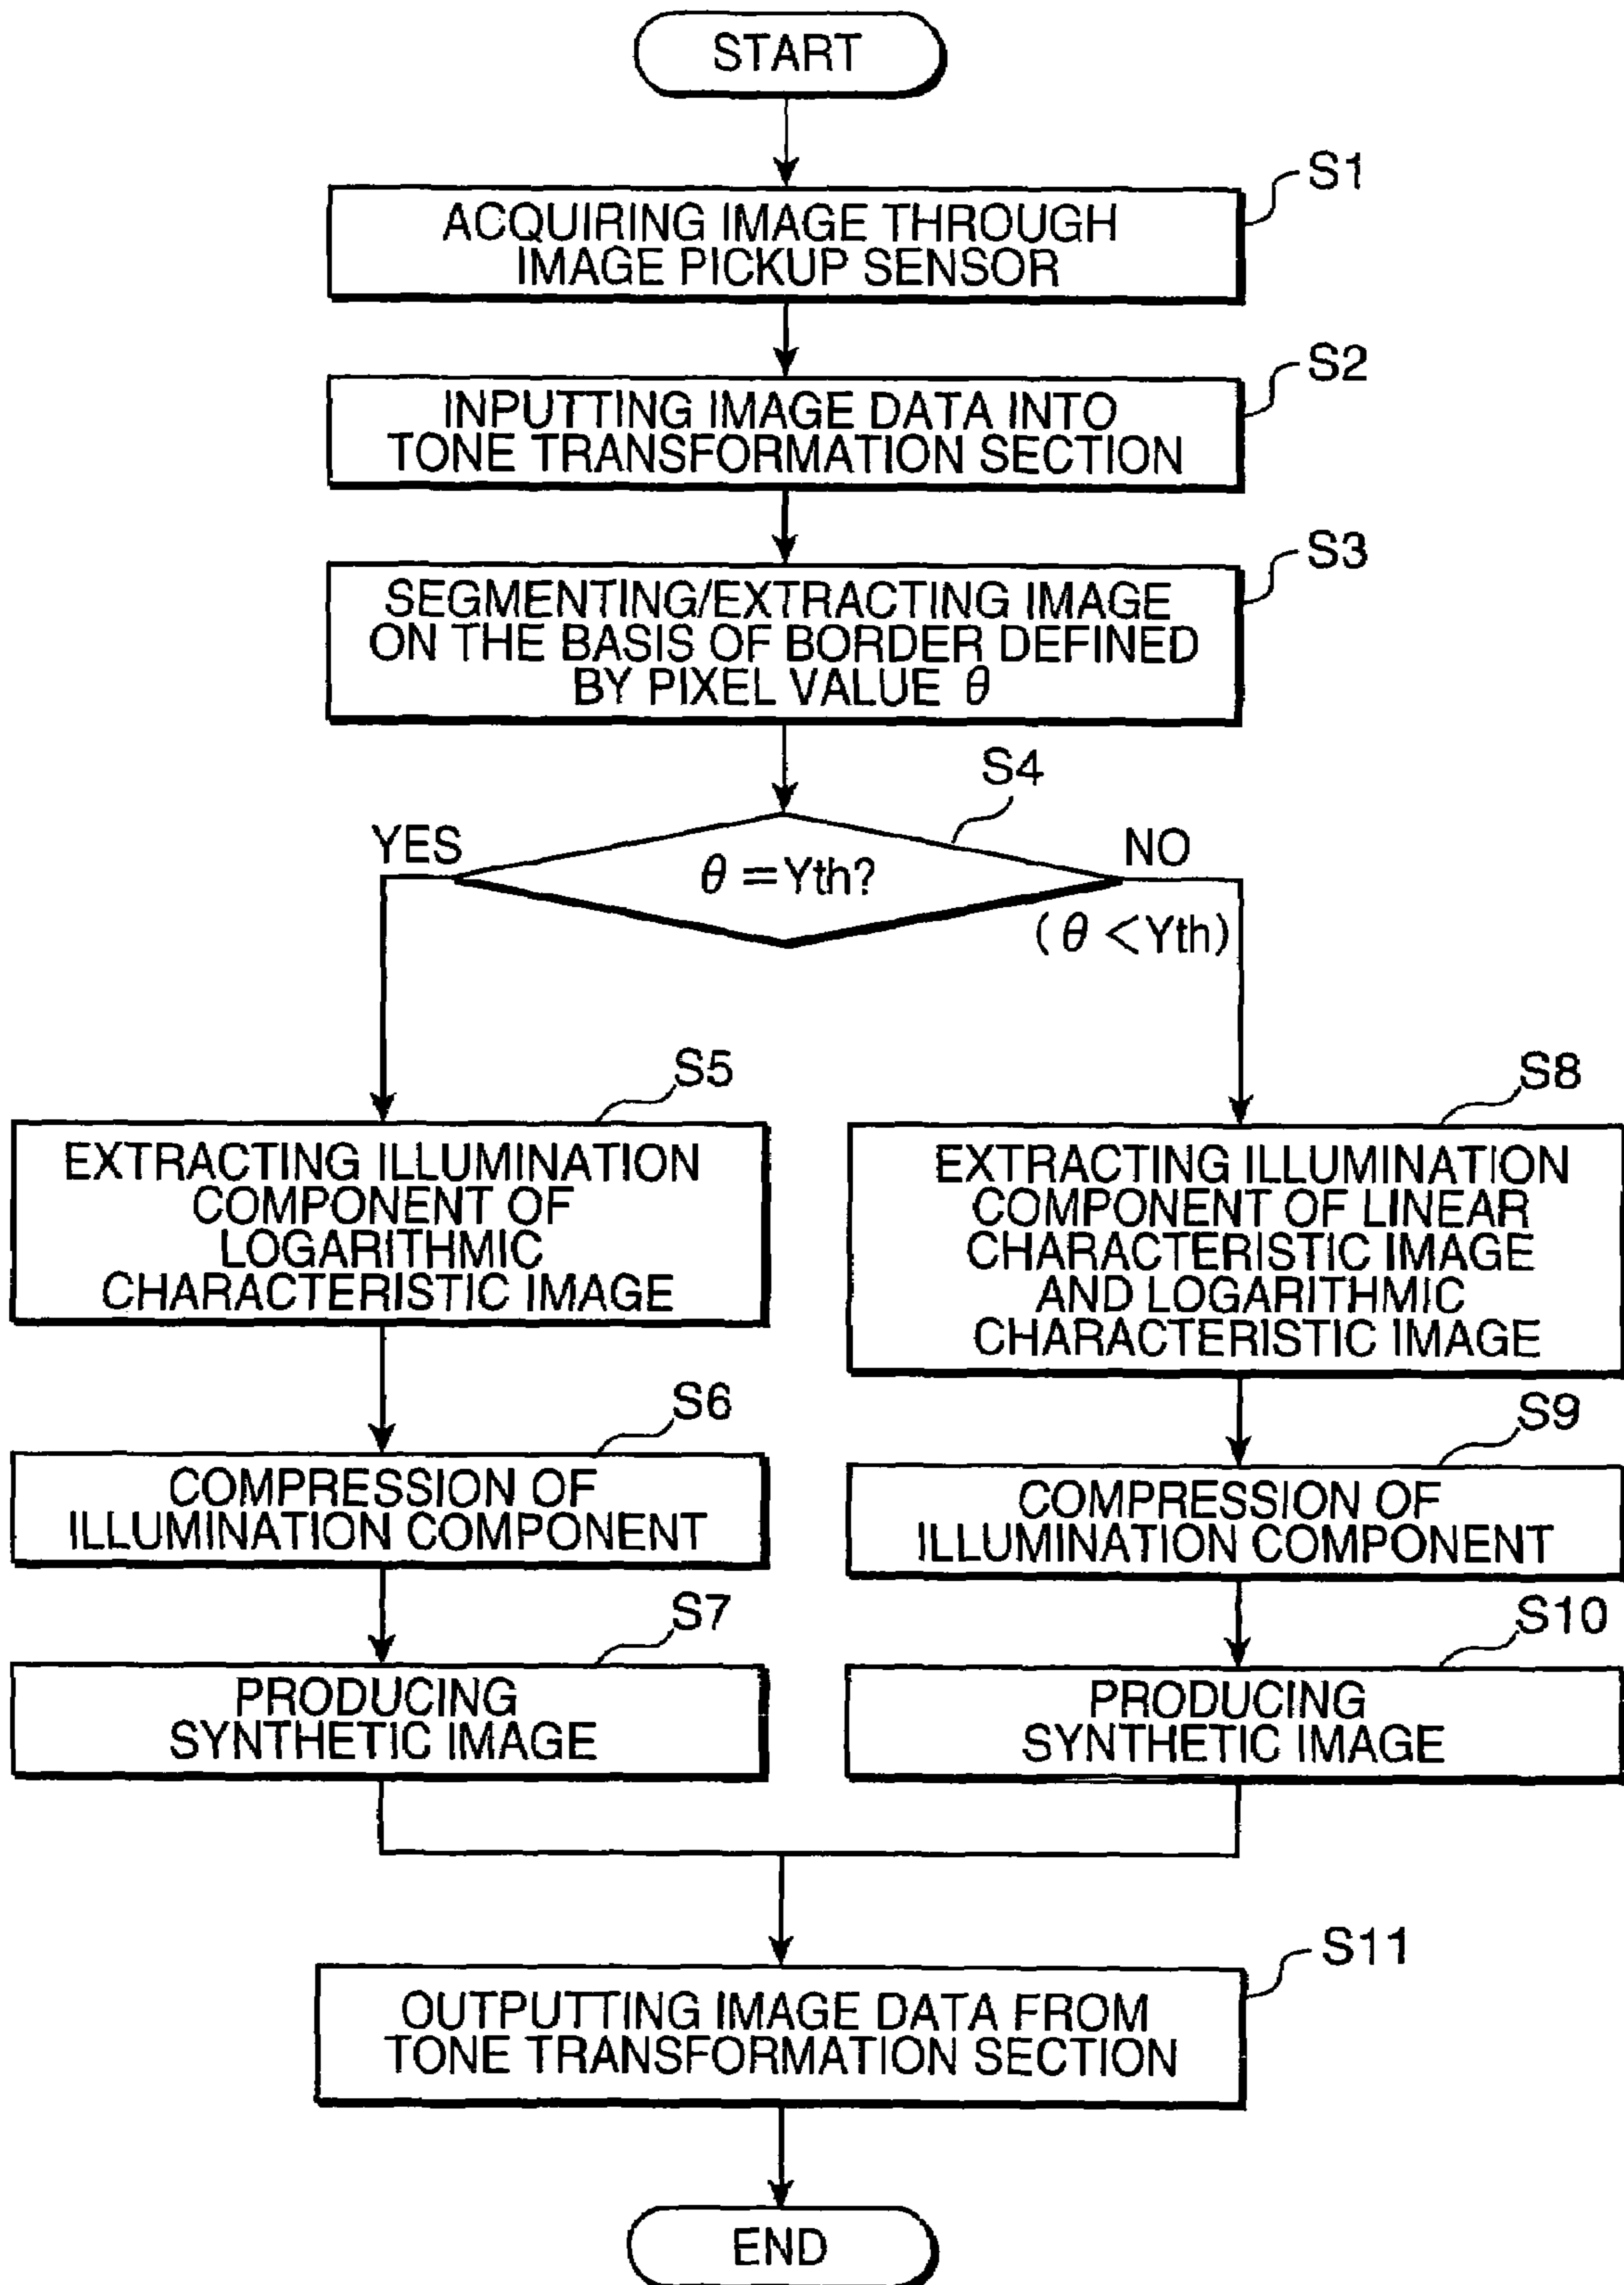 START
S1
ACQUIRING IMAGE THROUGH
IMAGE PICKUP SENSOR
S2
INPUTTING IMAGE DATA INTO
TONE TRANSFORMATION SECTION
S3
SEGMENTING/EXTRACTING IMAGE
ON THE BASIS OF BORDER DEFINED
BY PIXEL VALUE θ
S4
YES
θ =Yth?
NO
(θ <Yth)
S5
EXTRACTING ILLUMINATION
COMPONENT OF
LOGARITHMIC
CHARACTERISTIC IMAGE
S6
COMPRESSION OF
ILLUMINATION COMPONENT
S7
PRODUCING
SYNTHETIC IMAGE
S8
EXTRACTING ILLUMINATION
COMPONENT OF LINEAR
CHARACTERISTIC IMAGE
AND LOGARITHMIC
CHARACTERISTIC IMAGE
S9
COMPRESSION OF
ILLUMINATION COMPONENT
S10
PRODUCING
SYNTHETIC IMAGE
S11
OUTPUTTING IMAGE DATA FROM
TONE TRANSFORMATION SECTION
END